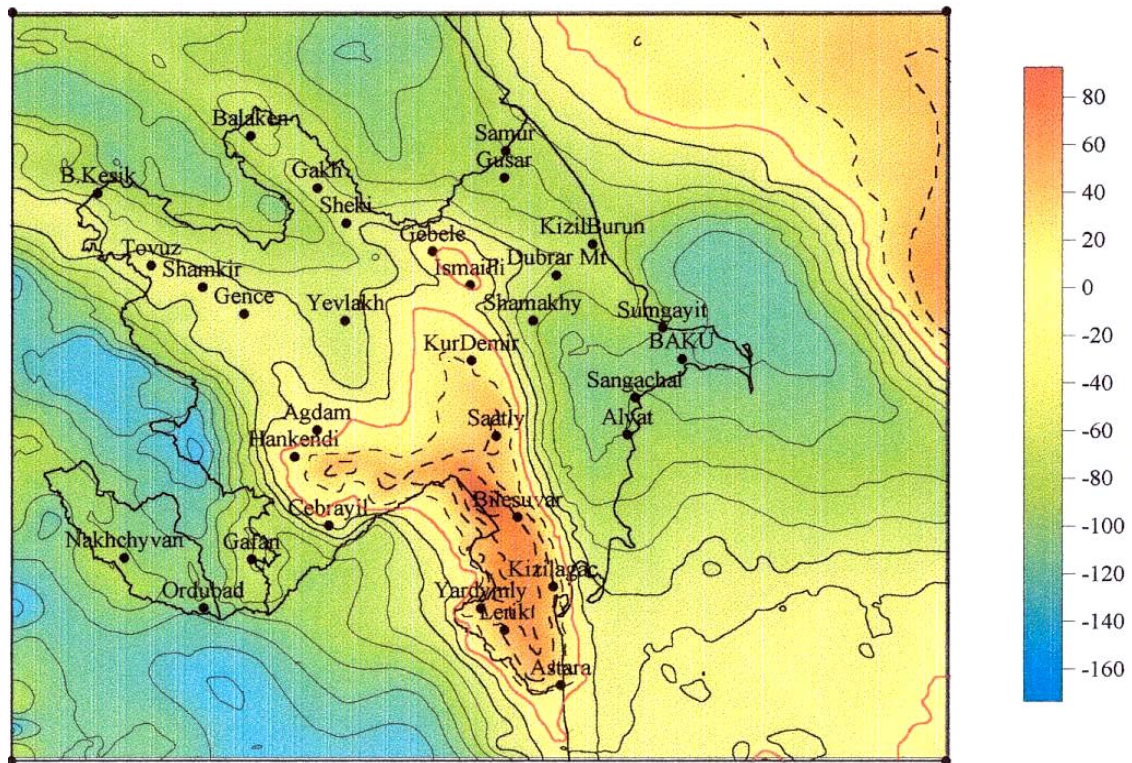 Balaken
Samur
Gusar
Gakh
B.Kesik
Sheki
KizilBurun
Gebele
Tovuz
Dubrar Mt
Ismailli
Shamkir
Gence
Yevlakh
Shamakhy
Sumgayit
KurDemir
BAKU
Sangachal
Agdam
Saatly
Alyat
Hankendi
Cebrayil
Bilesuvar
Nakhchyvan
Gafan
Kizilagac
Ordubad
Yardymly
Lerik
Astara
80
60
40
20
0
-20
-40
-60
-80
-100
-120
-140
-160